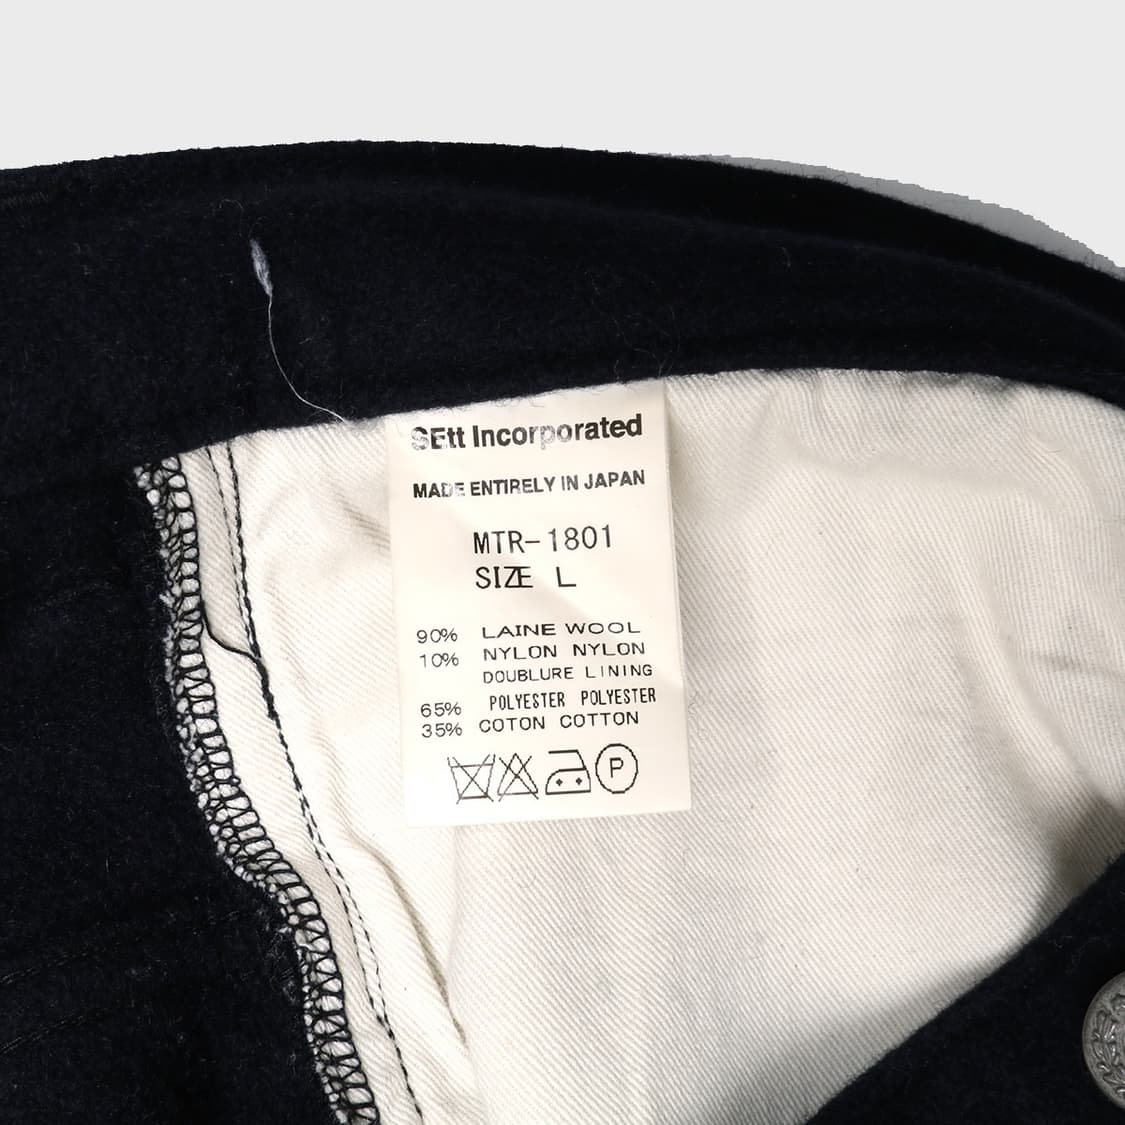 SEtt Incorporated
MADE ENTIRELY IN JAPAN
MTR-1801
SIZE L
90% LAINE WOOL
10% NYLON NYLON
DOUBLURE LINING
65% POLYESTER POLYESTER
35% COTON COTTON
P